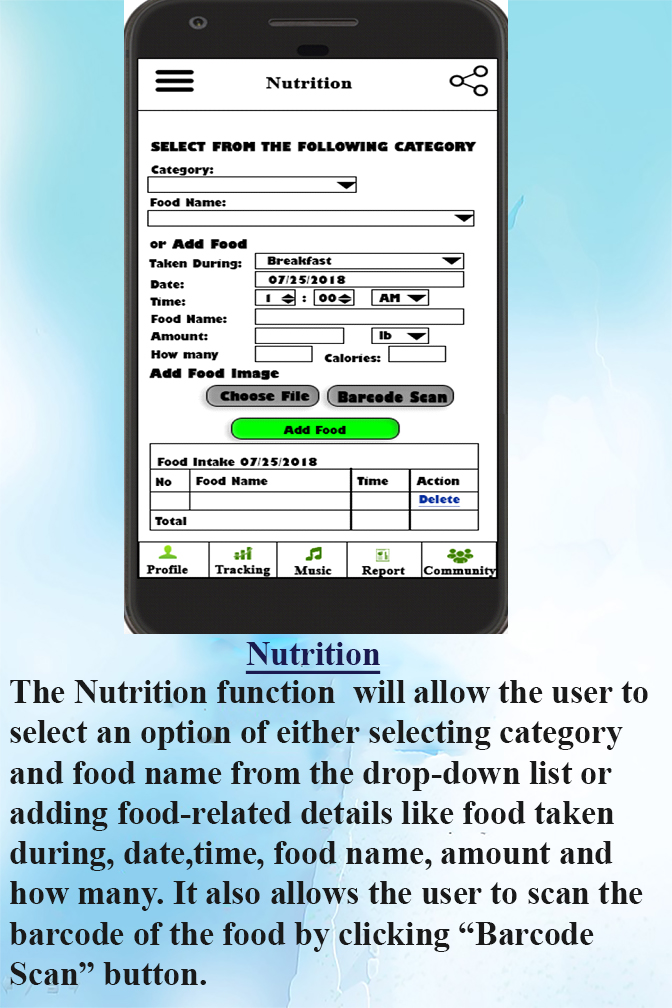 Nutrition
SELECT FROM THE FOLLOWING CATEGORY
Category:
Food Name:
or Add Food
Taken During: Breakfast
Date: 07/25/2018
Time: 1 : 00 AM
Food Name:
Amount: lb
How many Calories:
Add Food Image
Choose File Barcode Scan
Add Food
Food Intake 07/25/2018
No Food Name Time Action
Delete
Total
Profile Tracking Music Report Community
Nutrition
The Nutrition function will allow the user to
select an option of either selecting category
and food name from the drop-down list or
adding food-related details like food taken
during, date,time, food name, amount and
how many. It also allows the user to scan the
barcode of the food by clicking “Barcode
Scan” button.